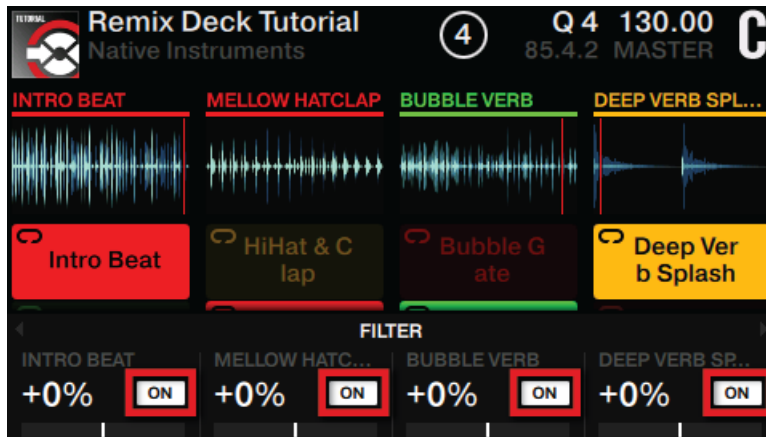 TUTORIAL
Remix Deck Tutorial
Native Instruments
4
Q 4 130.00
85.4.2 MASTER
C
INTRO BEAT
MELLOW HATCLAP
BUBBLE VERB
DEEP VERB SPL...
Intro Beat
HiHat & C
lap
Bubble G
ate
Deep Ver
b Splash
FILTER
INTRO BEAT
MELLOW HATC...
BUBBLE VERB
DEEP VERB SP...
+0% ON
+0% ON
+0% ON
+0% ON